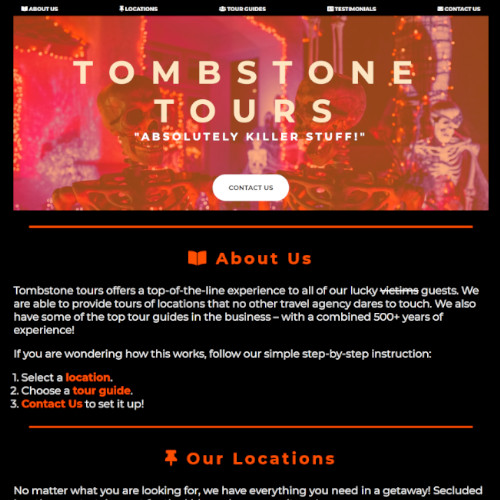 ABOUT US LOCATIONS TOUR GUIDES TESTIMONIALS CONTACT US
TOMBSTONE
TOURS
"ABSOLUTELY KILLER STUFF!"
CONTACT US
About Us
Tombstone tours offers a top-of-the-line experience to all of our lucky victims guests. We
are able to provide tours of locations that no other travel agency dares to touch. We also
have some of the top tour guides in the business – with a combined 500+ years of
experience!
If you are wondering how this works, follow our simple step-by-step instruction:
1. Select a location.
2. Choose a tour guide.
3. Contact Us to set it up!
Our Locations
No matter what you are looking for, we have everything you need in a getaway! Secluded